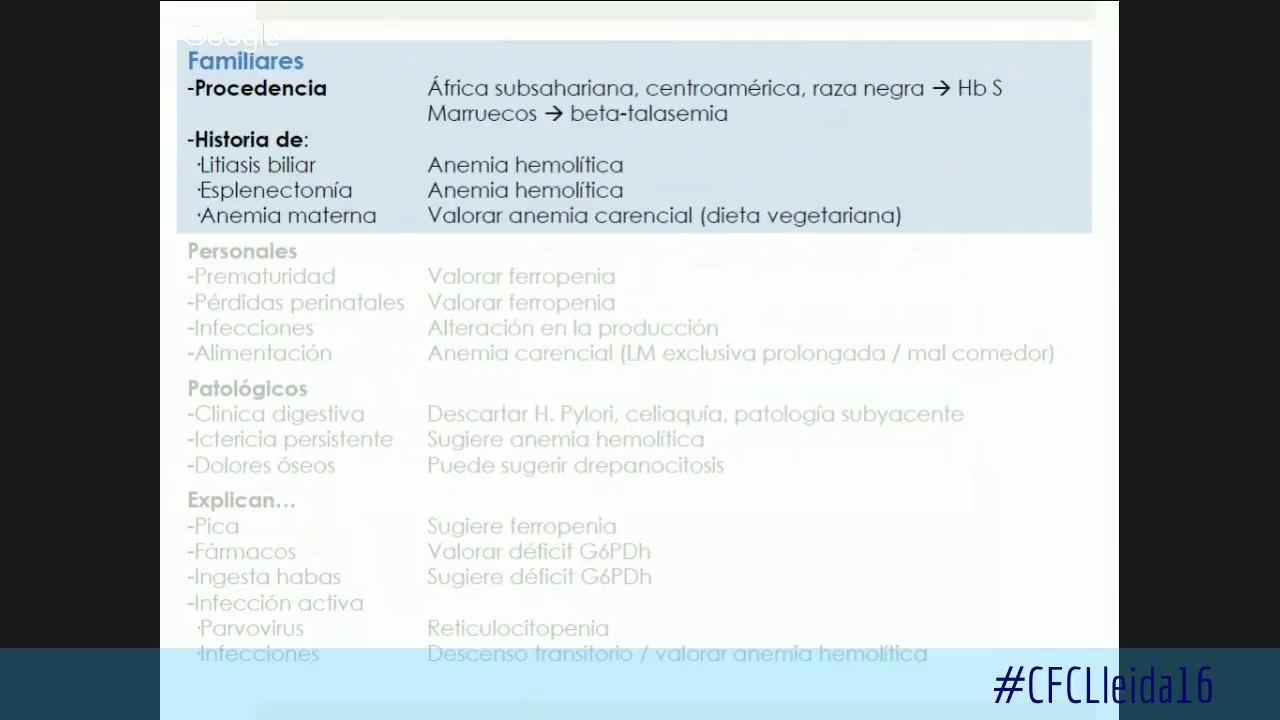 Google
Familiares
-Procedencia África subsahariana, centroamérica, raza negra → Hb S
Marruecos → beta-talasemia
-Historia de:
·Litiasis biliar Anemia hemolítica
·Esplenectomía Anemia hemolítica
·Anemia materna Valorar anemia carencial (dieta vegetariana)
Personales
-Prematuridad Valorar ferropenia
-Pérdidas perinatales Valorar ferropenia
-Infecciones Alteración en la producción
-Alimentación Anemia carencial (LM exclusiva prolongada / mal comedor)
Patológicos
-Clinica digestiva Descartar H. Pylori, celiaquía, patología subyacente
-Ictericia persistente Sugiere anemia hemolítica
-Dolores óseos Puede sugerir drepanocitosis
Explican...
-Pica Sugiere ferropenia
-Fármacos Valorar déficit G6PDh
-Ingesta habas Sugiere déficit G6PDh
-Infección activa
·Parvovirus Reticulocitopenia
·Infecciones Descenso transitorio / valorar anemia hemolítica
#CFCLleida16